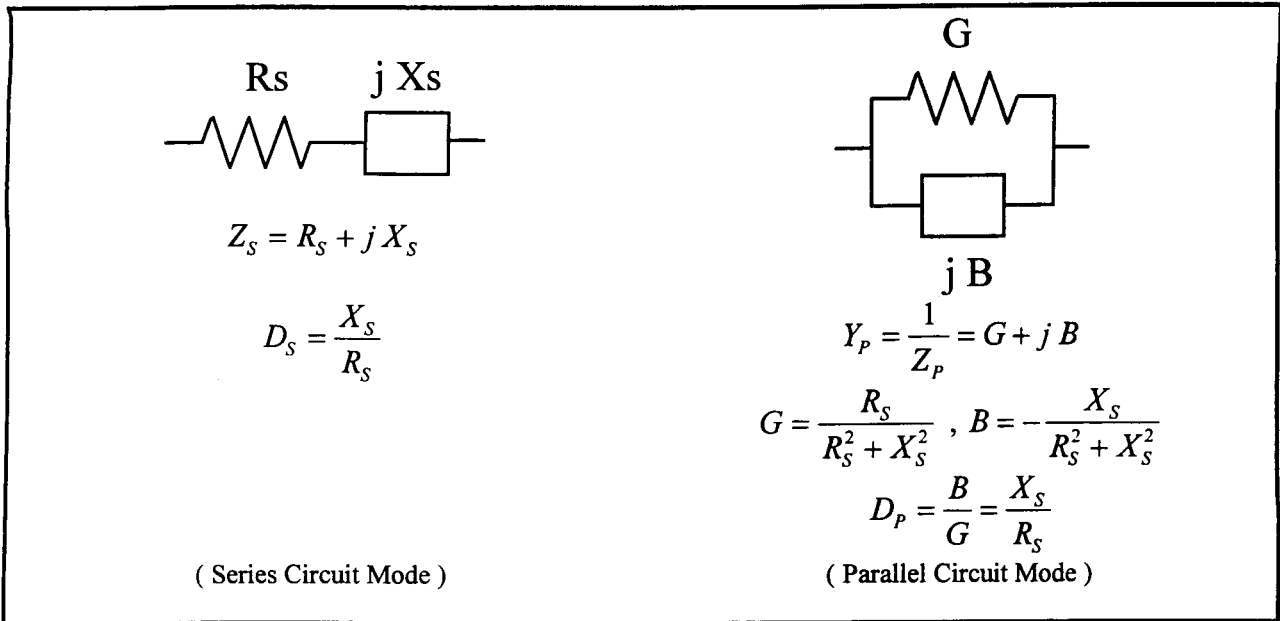 Rs
j Xs
Z_S = R_S + j X_S
D_S = X_S / R_S
( Series Circuit Mode )
G
j B
Y_P = 1 / Z_P = G + j B
G = R_S / (R_S^2 + X_S^2) , B = - X_S / (R_S^2 + X_S^2)
D_P = B / G = X_S / R_S
( Parallel Circuit Mode )